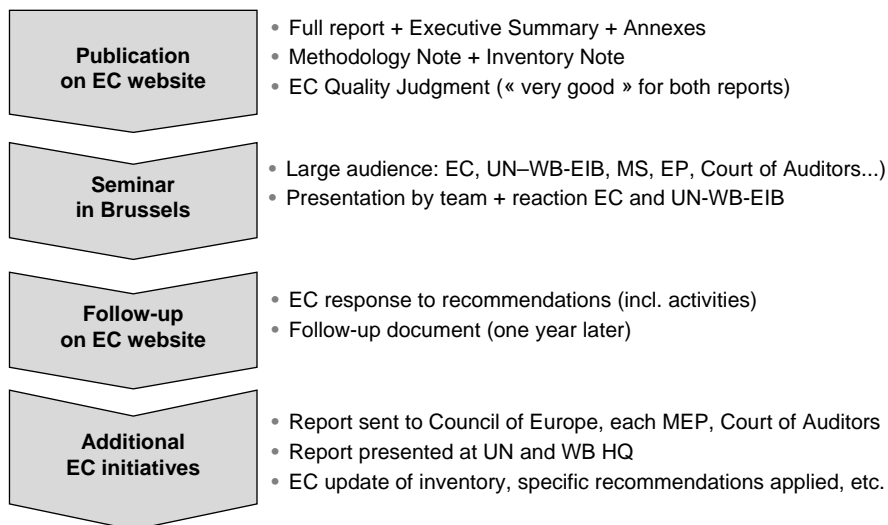 Publication
on EC website
• Full report + Executive Summary + Annexes
• Methodology Note + Inventory Note
• EC Quality Judgment (« very good » for both reports)
Seminar
in Brussels
• Large audience: EC, UN–WB-EIB, MS, EP, Court of Auditors...)
• Presentation by team + reaction EC and UN-WB-EIB
Follow-up
on EC website
• EC response to recommendations (incl. activities)
• Follow-up document (one year later)
Additional
EC initiatives
• Report sent to Council of Europe, each MEP, Court of Auditors
• Report presented at UN and WB HQ
• EC update of inventory, specific recommendations applied, etc.